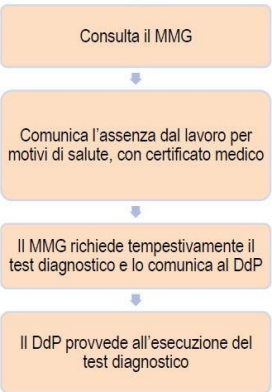 Consulta il MMG
Comunica l'assenza dal lavoro per
motivi di salute, con certificato medico
Il MMG richiede tempestivamente il
test diagnostico e lo comunica al DdP
Il DdP provvede all'esecuzione del
test diagnostico